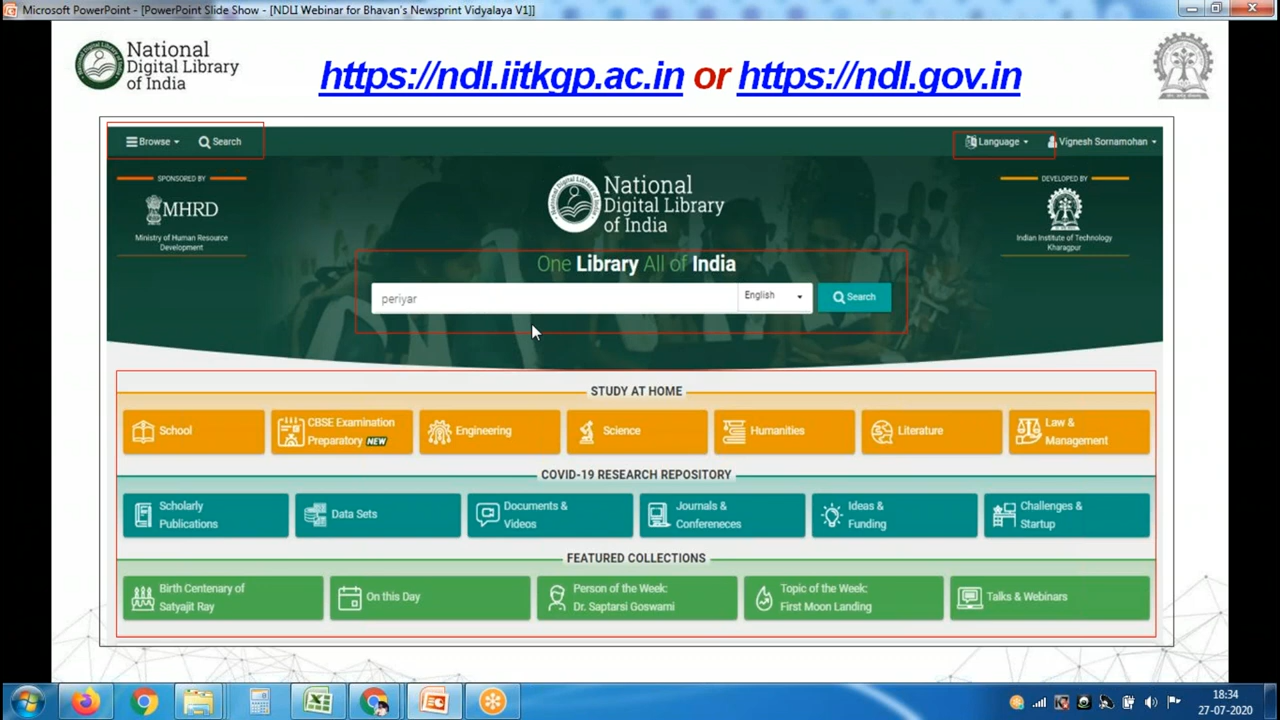 Microsoft PowerPoint - [PowerPoint Slide Show - [NDLI Webinar for Bhavan's Newsprint Vidyalaya V1]]
National
Digital Library
of India
https://ndl.iitkgp.ac.in or https://ndl.gov.in
Browse Search
Language Vignesh Sornamohan
SPONSORED BY
MHRD
Ministry of Human Resource
Development
National
Digital Library
of India
DEVELOPED BY
Indian Institute of Technology
Kharagpur
One Library All of India
periyar English Search
STUDY AT HOME
School
CBSE Examination
Preparatory NEW
Engineering
Science
Humanities
Literature
Law &
Management
COVID-19 RESEARCH REPOSITORY
Scholarly
Publications
Data Sets
Documents &
Videos
Journals &
Confereneces
Ideas &
Funding
Challenges &
Startup
FEATURED COLLECTIONS
Birth Centenary of
Satyajit Ray
On this Day
Person of the Week:
Dr. Saptarsi Goswami
Topic of the Week:
First Moon Landing
Talks & Webinars
18:34
27-07-2020